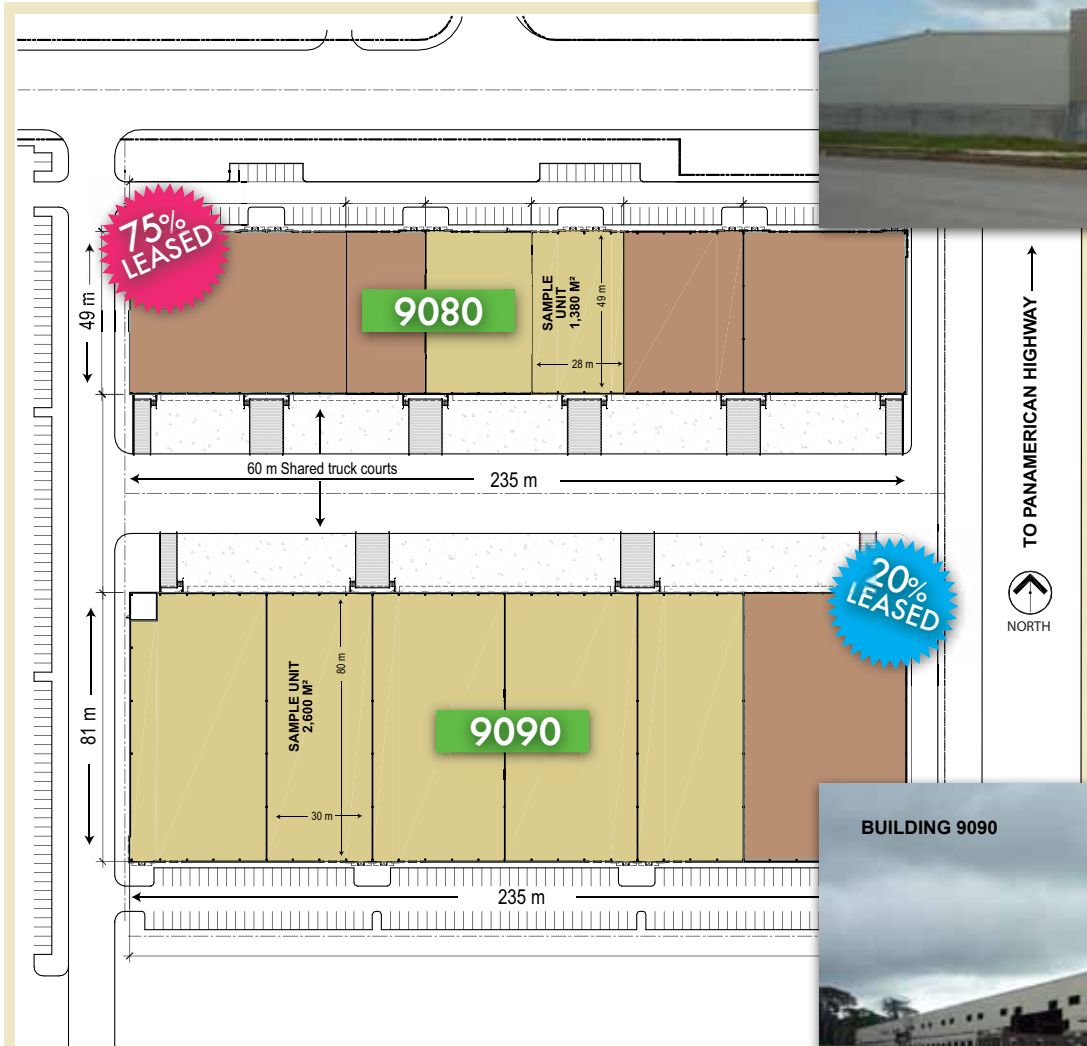 75%
LEASED
49 m
9080
SAMPLE
UNIT
1,380 M²
49 m
28 m
60 m Shared truck courts
235 m
TO PANAMERICAN HIGHWAY
NORTH
20%
LEASED
81 m
SAMPLE UNIT
2,600 M²
80 m
30 m
9090
235 m
BUILDING 9090